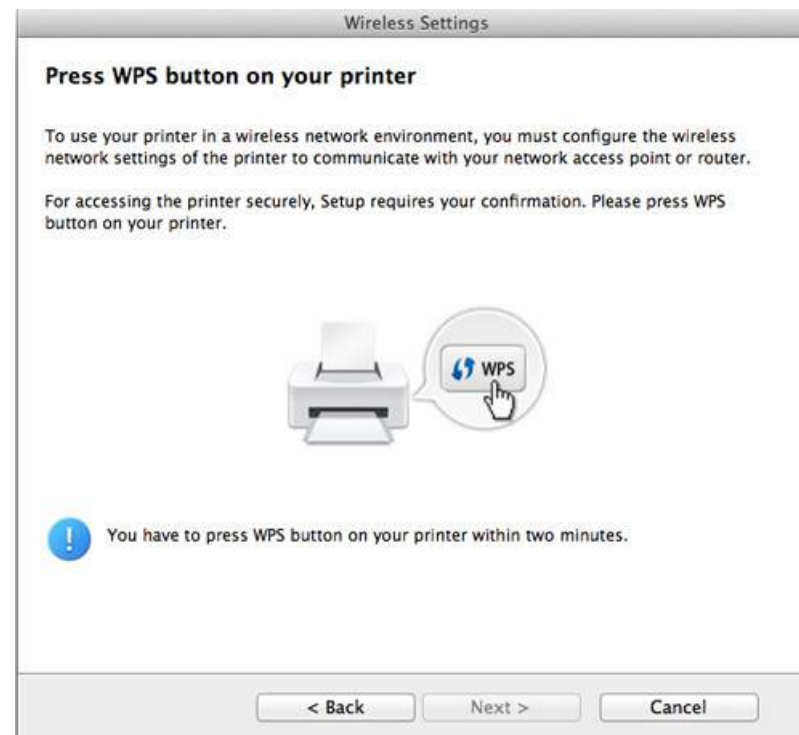 Wireless Settings
Press WPS button on your printer
To use your printer in a wireless network environment, you must configure the wireless
network settings of the printer to communicate with your network access point or router.
For accessing the printer securely, Setup requires your confirmation. Please press WPS
button on your printer.
WPS
You have to press WPS button on your printer within two minutes.
< Back
Next >
Cancel